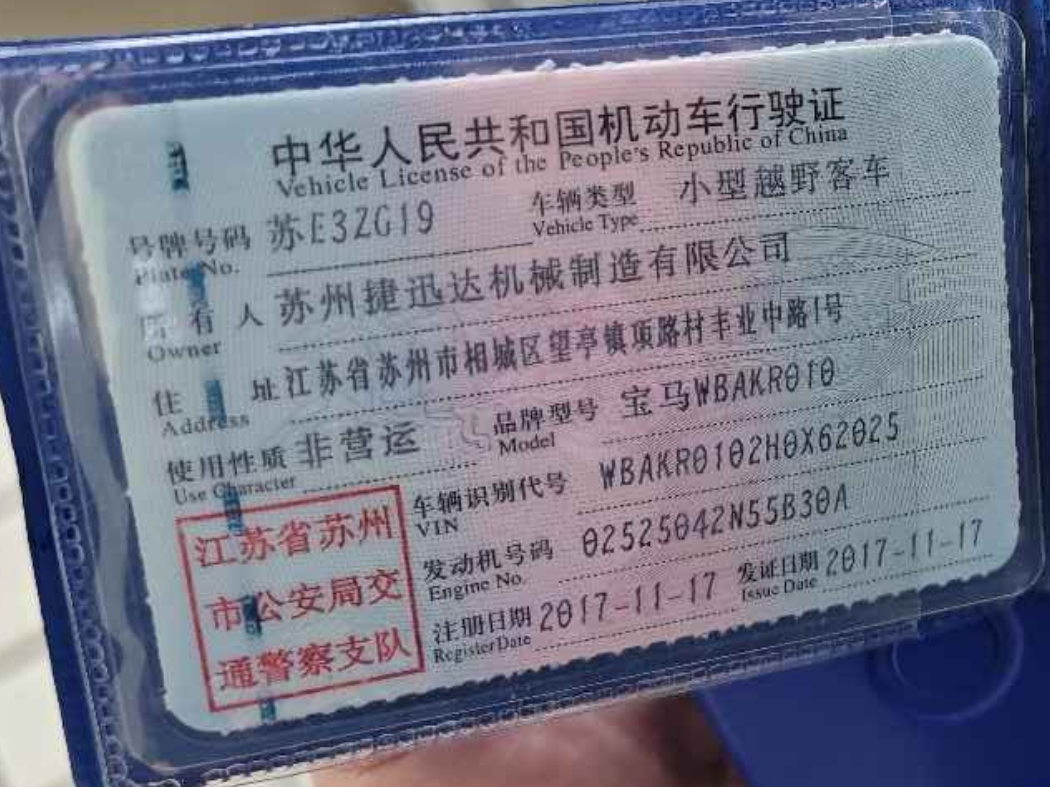 中华人民共和国机动车行驶证
Vehicle License of the People's Republic of China
号牌号码 苏E3ZG19 车辆类型 小型越野客车
Plate No. Vehicle Type
所有人 苏州捷迅达机械制造有限公司
Owner
住址 江苏省苏州市相城区望亭镇项路村丰业中路1号
Address
使用性质 非营运 品牌型号 宝马WBAKR010
Use Character Model
车辆识别代号 WBAKR0102H0X62025
VIN
发动机号码 02525042N55B30A
Engine No.
注册日期 2017-11-17 发证日期 2017-11-17
Register Date Issue Date
江苏省苏州
市公安局交
通警察支队